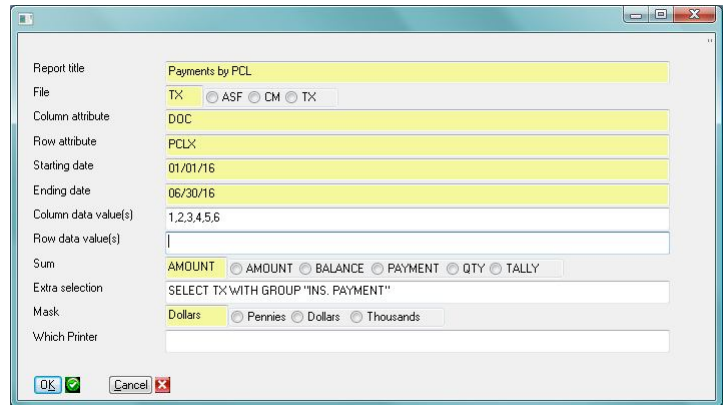 Report title Payments by PCL
File TX ASF CM TX
Column attribute DOC
Row attribute PCLX
Starting date 01/01/16
Ending date 06/30/16
Column data value(s) 1,2,3,4,5,6
Row data value(s)
Sum AMOUNT AMOUNT BALANCE PAYMENT QTY TALLY
Extra selection SELECT TX WITH GROUP "INS. PAYMENT"
Mask Dollars Pennies Dollars Thousands
Which Printer
OK Cancel